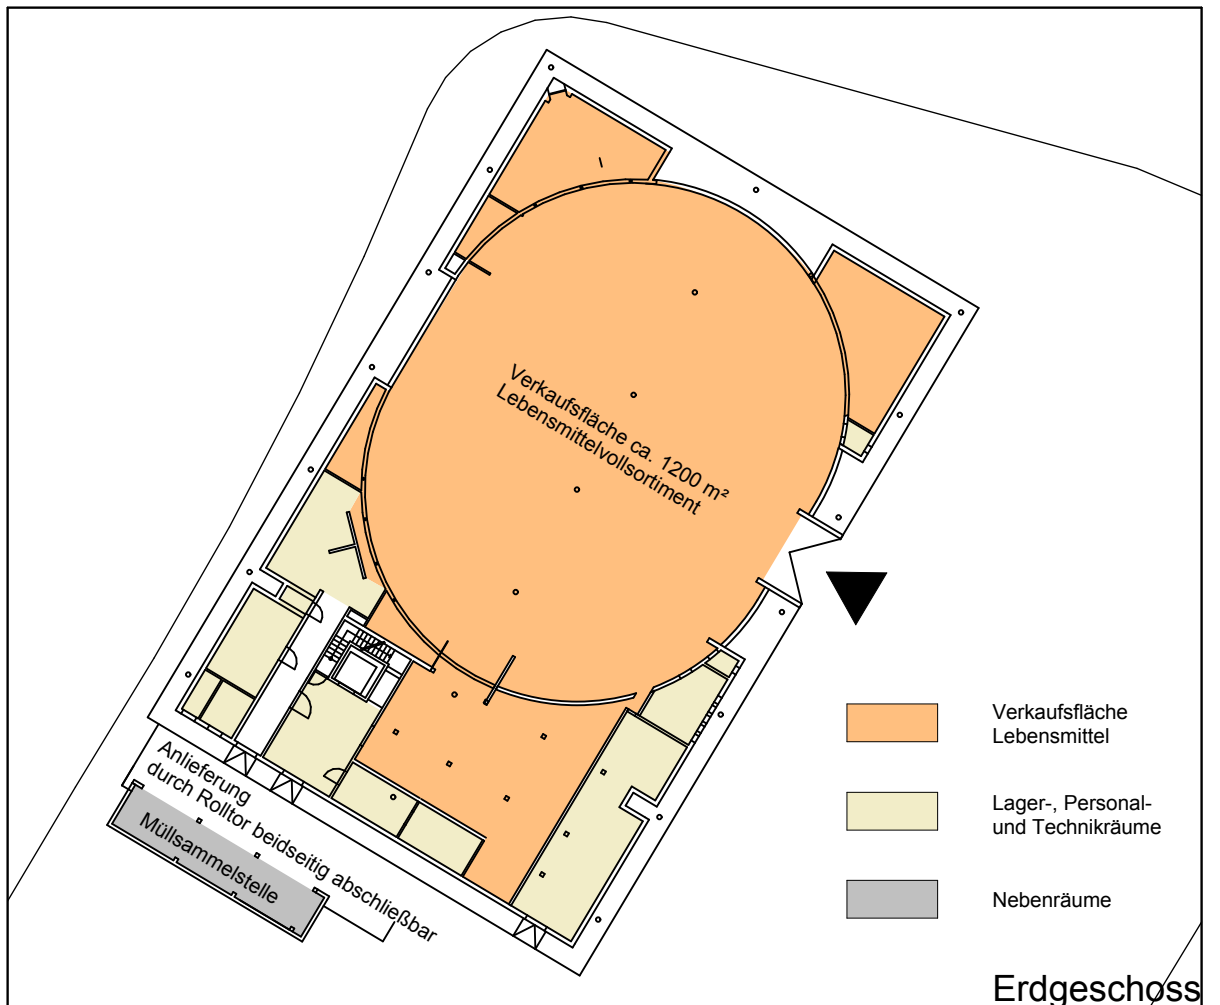 Verkaufsfläche ca. 1200 m²
Lebensmittelvollsortiment
Verkaufsfläche
Lebensmittel
Lager-, Personal-
und Technikräume
Nebenräume
Anlieferung
durch Rolltor beidseitig abschließbar
Müllsammelstelle
Erdgeschoss